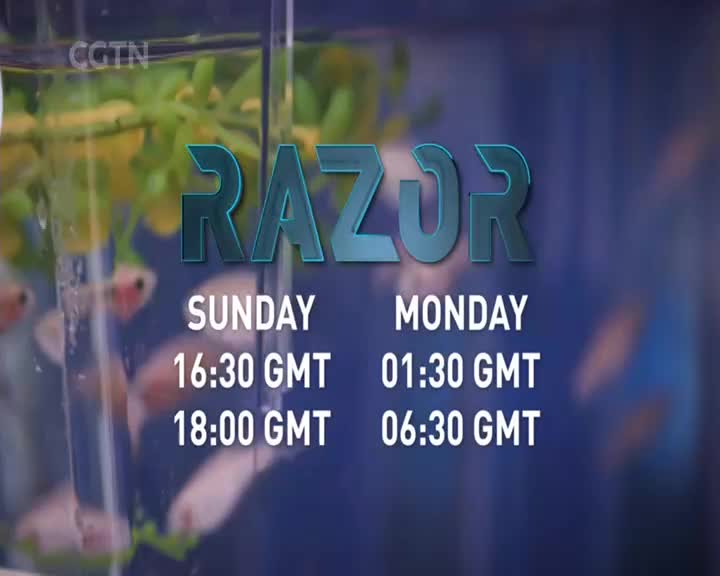 CGTN
RAZOR
SUNDAY MONDAY
16:30 GMT 01:30 GMT
18:00 GMT 06:30 GMT